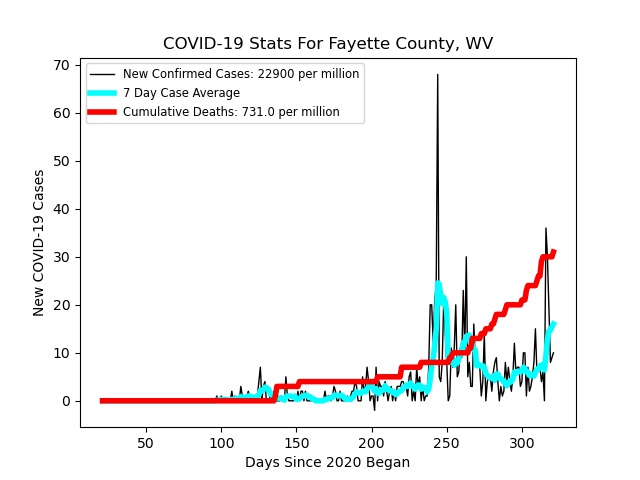 COVID-19 Stats For Fayette County, WV
New Confirmed Cases: 22900 per million
7 Day Case Average
Cumulative Deaths: 731.0 per million
New COVID-19 Cases
70
60
50
40
30
20
10
0
50 100 150 200 250 300
Days Since 2020 Began